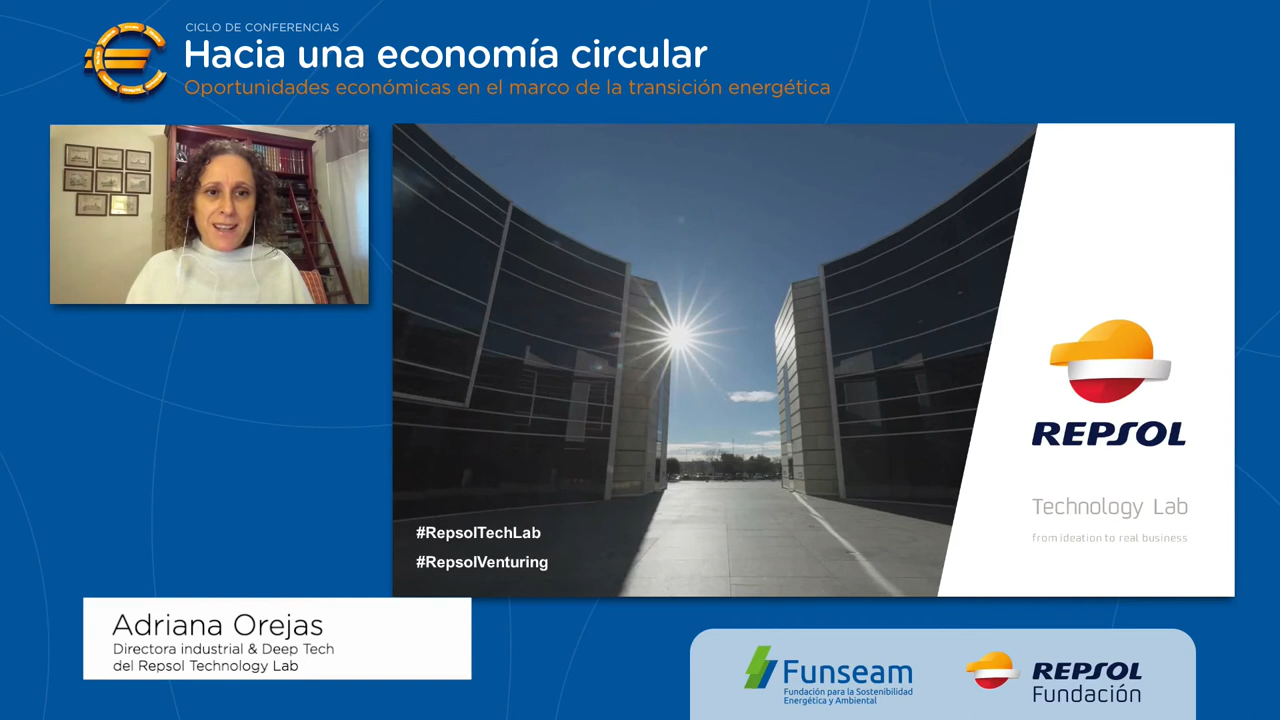 CICLO DE CONFERENCIAS
Hacia una economía circular
Oportunidades económicas en el marco de la transición energética
#RepsolTechLab
#RepsolVenturing
REPSOL
Technology Lab
from ideation to real business
Adriana Orejas
Directora industrial & Deep Tech
del Repsol Technology Lab
Funseam
Fundación para la Sostenibilidad
Energética y Ambiental
REPSOL
Fundación